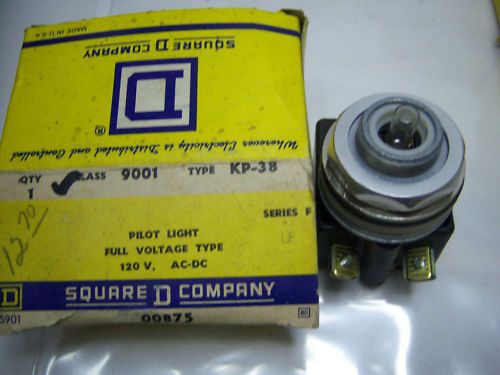 MADE IN U.S.A.
SQUARE D COMPANY
D
®
Wherever Electricity is Distributed and Controlled
QTY CLASS 9001 TYPE KP-38
1
SERIES F
PILOT LIGHT
FULL VOLTAGE TYPE
120 V. AC-DC
12.70
D SQUARE D COMPANY D
5901 00875